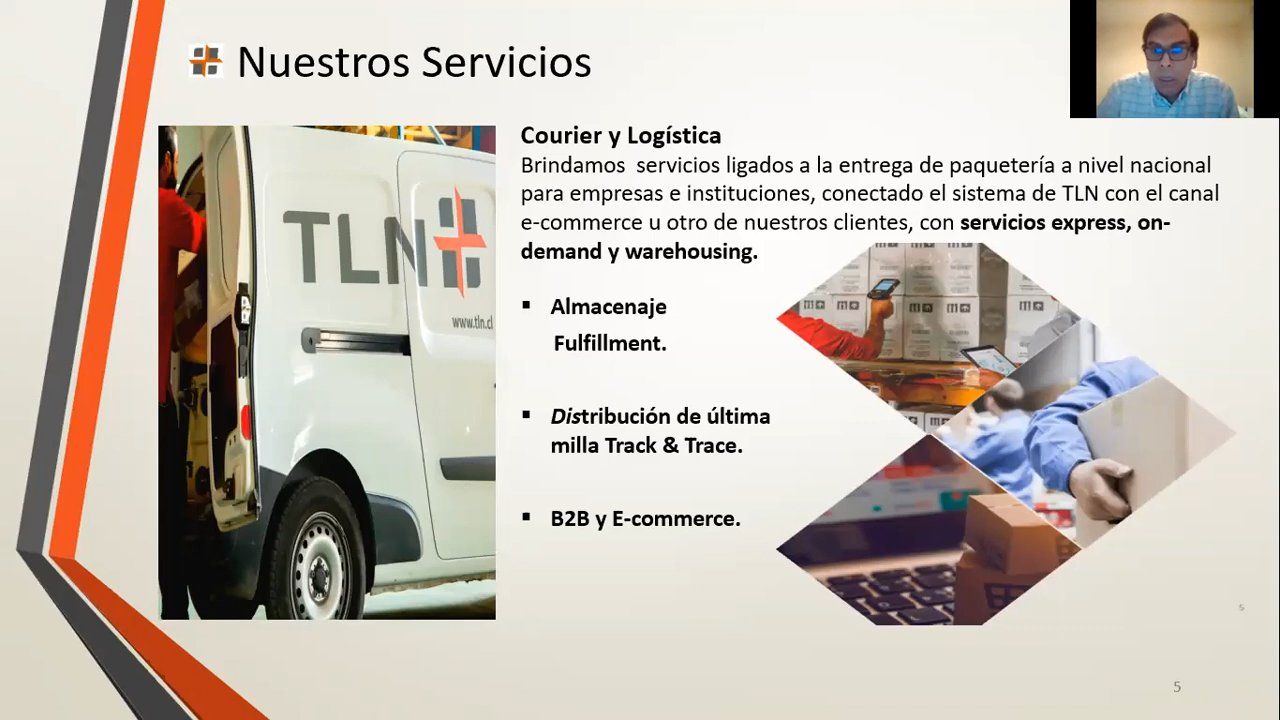 Nuestros Servicios
Courier y Logística
Brindamos servicios ligados a la entrega de paquetería a nivel nacional
para empresas e instituciones, conectado el sistema de TLN con el canal
e-commerce u otro de nuestros clientes, con servicios express, on-
demand y warehousing.
▪ Almacenaje
Fulfillment.
▪ Distribución de última
milla Track & Trace.
▪ B2B y E-commerce.
TLN
www.tln.cl
5
5